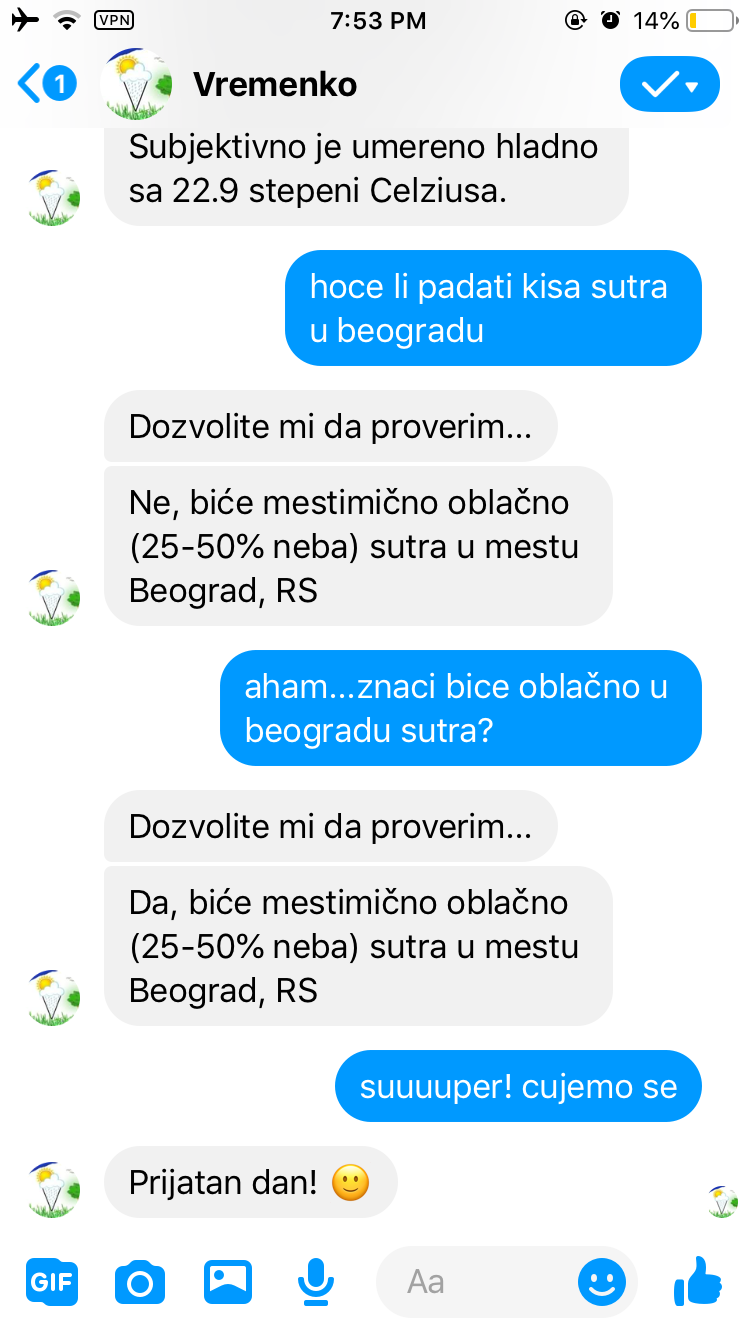 VPN
7:53 PM
14%
1
Vremenko
Subjektivno je umereno hladno
sa 22.9 stepeni Celziusa.
hoce li padati kisa sutra
u beogradu
Dozvolite mi da proverim...
Ne, biće mestimično oblačno
(25-50% neba) sutra u mestu
Beograd, RS
aham...znaci bice oblačno u
beogradu sutra?
Dozvolite mi da proverim...
Da, biće mestimično oblačno
(25-50% neba) sutra u mestu
Beograd, RS
suuuuper! cujemo se
Prijatan dan! 🙂
GIF
Aa